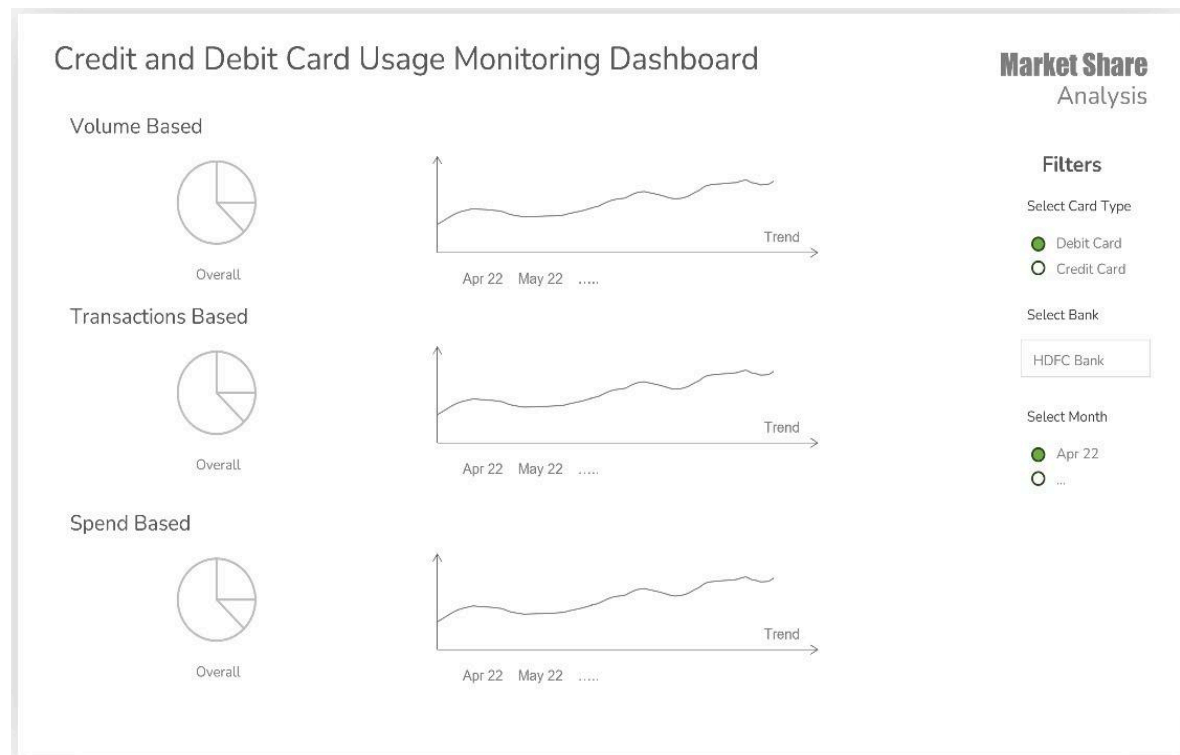 Credit and Debit Card Usage Monitoring Dashboard
Market Share
Analysis
Volume Based
Overall
Trend
Apr 22 May 22 .....
Transactions Based
Overall
Trend
Apr 22 May 22 .....
Spend Based
Overall
Trend
Apr 22 May 22 .....
Filters
Select Card Type
Debit Card
Credit Card
Select Bank
HDFC Bank
Select Month
Apr 22
...